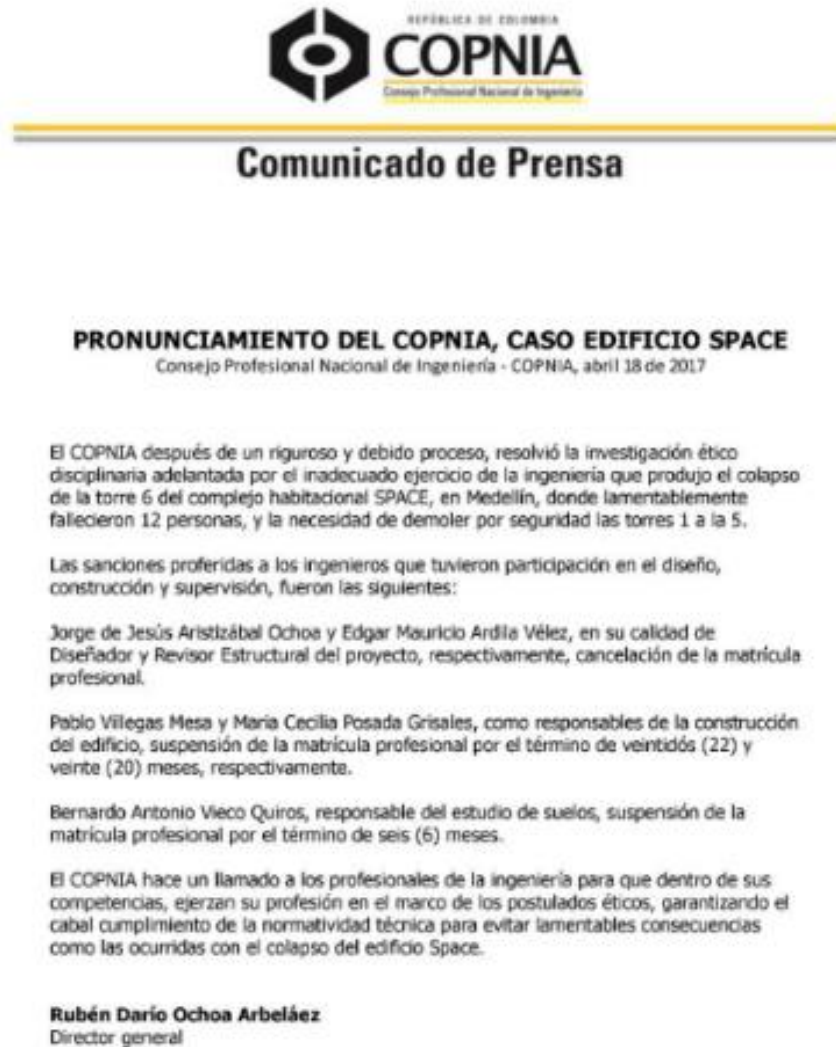 REPÚBLICA DE COLOMBIA
COPNIA
Consejo Profesional Nacional de Ingeniería
Comunicado de Prensa
PRONUNCIAMIENTO DEL COPNIA, CASO EDIFICIO SPACE
Consejo Profesional Nacional de Ingeniería - COPNIA, abril 18 de 2017
El COPNIA después de un riguroso y debido proceso, resolvió la investigación ético
disciplinaria adelantada por el inadecuado ejercicio de la ingeniería que produjo el colapso
de la torre 6 del complejo habitacional SPACE, en Medellín, donde lamentablemente
fallecieron 12 personas, y la necesidad de demoler por seguridad las torres 1 a la 5.
Las sanciones proferidas a los ingenieros que tuvieron participación en el diseño,
construcción y supervisión, fueron las siguientes:
Jorge de Jesús Aristizábal Ochoa y Edgar Mauricio Ardila Vélez, en su calidad de
Diseñador y Revisor Estructural del proyecto, respectivamente, cancelación de la matrícula
profesional.
Pablo Villegas Mesa y Maria Cecilia Posada Grisales, como responsables de la construcción
del edificio, suspensión de la matrícula profesional por el término de veintidós (22) y
veinte (20) meses, respectivamente.
Bernardo Antonio Vieco Quiros, responsable del estudio de suelos, suspensión de la
matrícula profesional por el término de seis (6) meses.
El COPNIA hace un llamado a los profesionales de la ingeniería para que dentro de sus
competencias, ejerzan su profesión en el marco de los postulados éticos, garantizando el
cabal cumplimiento de la normatividad técnica para evitar lamentables consecuencias
como las ocurridas con el colapso del edificio Space.
Rubén Darío Ochoa Arbeláez
Director general